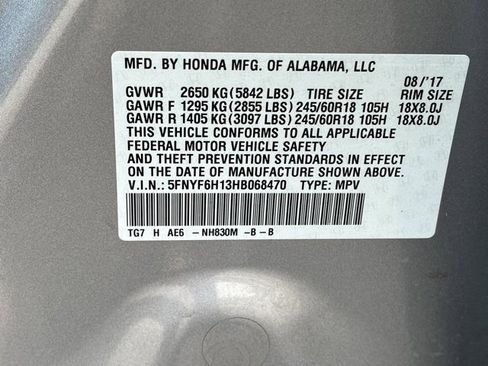 MFD. BY HONDA MFG. OF ALABAMA, LLC
08/'17
GVWR 2650 KG (5842 LBS) TIRE SIZE RIM SIZE
GAWR F 1295 KG (2855 LBS) 245/60R18 105H 18X8.0J
GAWR R 1405 KG (3097 LBS) 245/60R18 105H 18X8.0J
THIS VEHICLE CONFORMS TO ALL APPLICABLE
FEDERAL MOTOR VEHICLE SAFETY
AND THEFT PREVENTION STANDARDS IN EFFECT
ON THE DATE OF MANUFACTURE SHOWN ABOVE.
V.I.N.: 5FNYF6H13HB068470 TYPE: MPV
TG7 H AE6 -NH830M -B-B